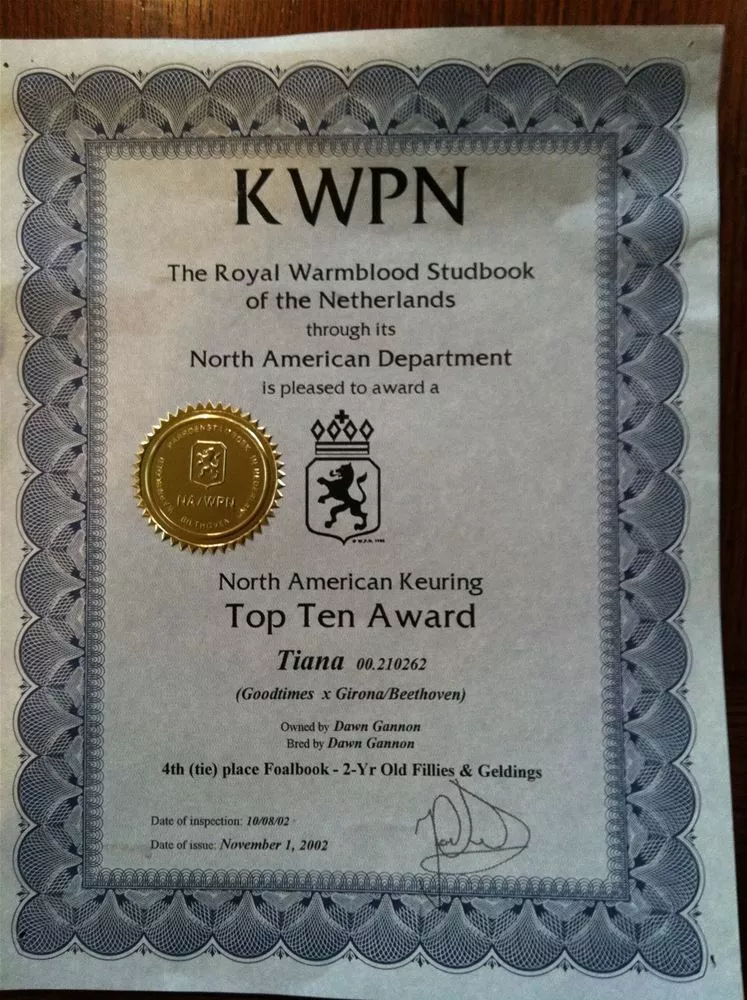 KWPN
The Royal Warmblood Studbook
of the Netherlands
through its
North American Department
is pleased to award a
NA/WPN
BILTHOVEN
North American Keuring
Top Ten Award
Tiana 00.210262
(Goodtimes x Girona/Beethoven)
Owned by Dawn Gannon
Bred by Dawn Gannon
4th (tie) place Foalbook - 2-Yr Old Fillies & Geldings
Date of inspection: 10/08/02
Date of issue: November 1, 2002